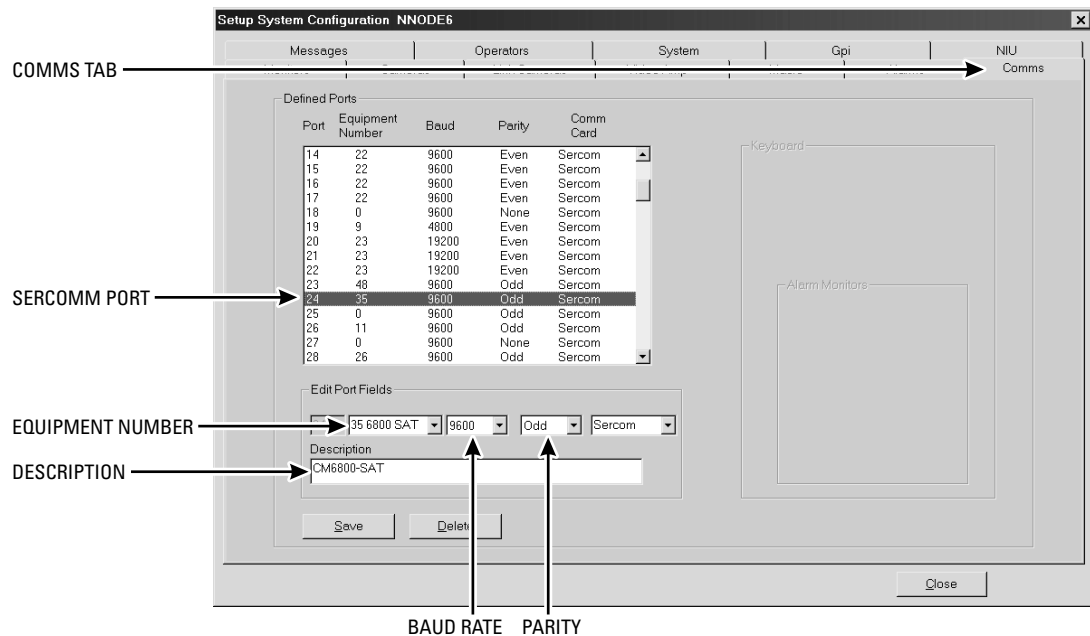 Setup System Configuration NNODE6
Messages Operators System Gpi NIU
COMMS TAB
Comms
Defined Ports
Port Equipment Number Baud Parity Comm Card
14 22 9600 Even Sercom
15 22 9600 Even Sercom
16 22 9600 Even Sercom
17 22 9600 Even Sercom
18 0 9600 None Sercom
19 9 4800 Even Sercom
20 23 19200 Even Sercom
21 23 19200 Even Sercom
22 23 19200 Even Sercom
23 48 9600 Odd Sercom
SERCOMM PORT
24 35 9600 Odd Sercom
25 0 9600 Odd Sercom
26 11 9600 Odd Sercom
27 0 9600 None Sercom
28 26 9600 Odd Sercom
Keyboard
Alarm Monitors
Edit Port Fields
EQUIPMENT NUMBER
35 6800 SAT 9600 Odd Sercom
Description
DESCRIPTION
CM6800-SAT
Save Delete
Close
BAUD RATE PARITY